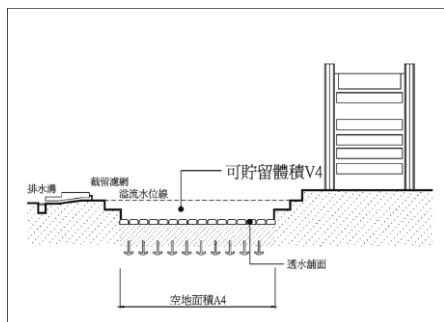 可貯留體積V4
截留濾網
排水溝
溢流水位線
透水舖面
空地面積A4